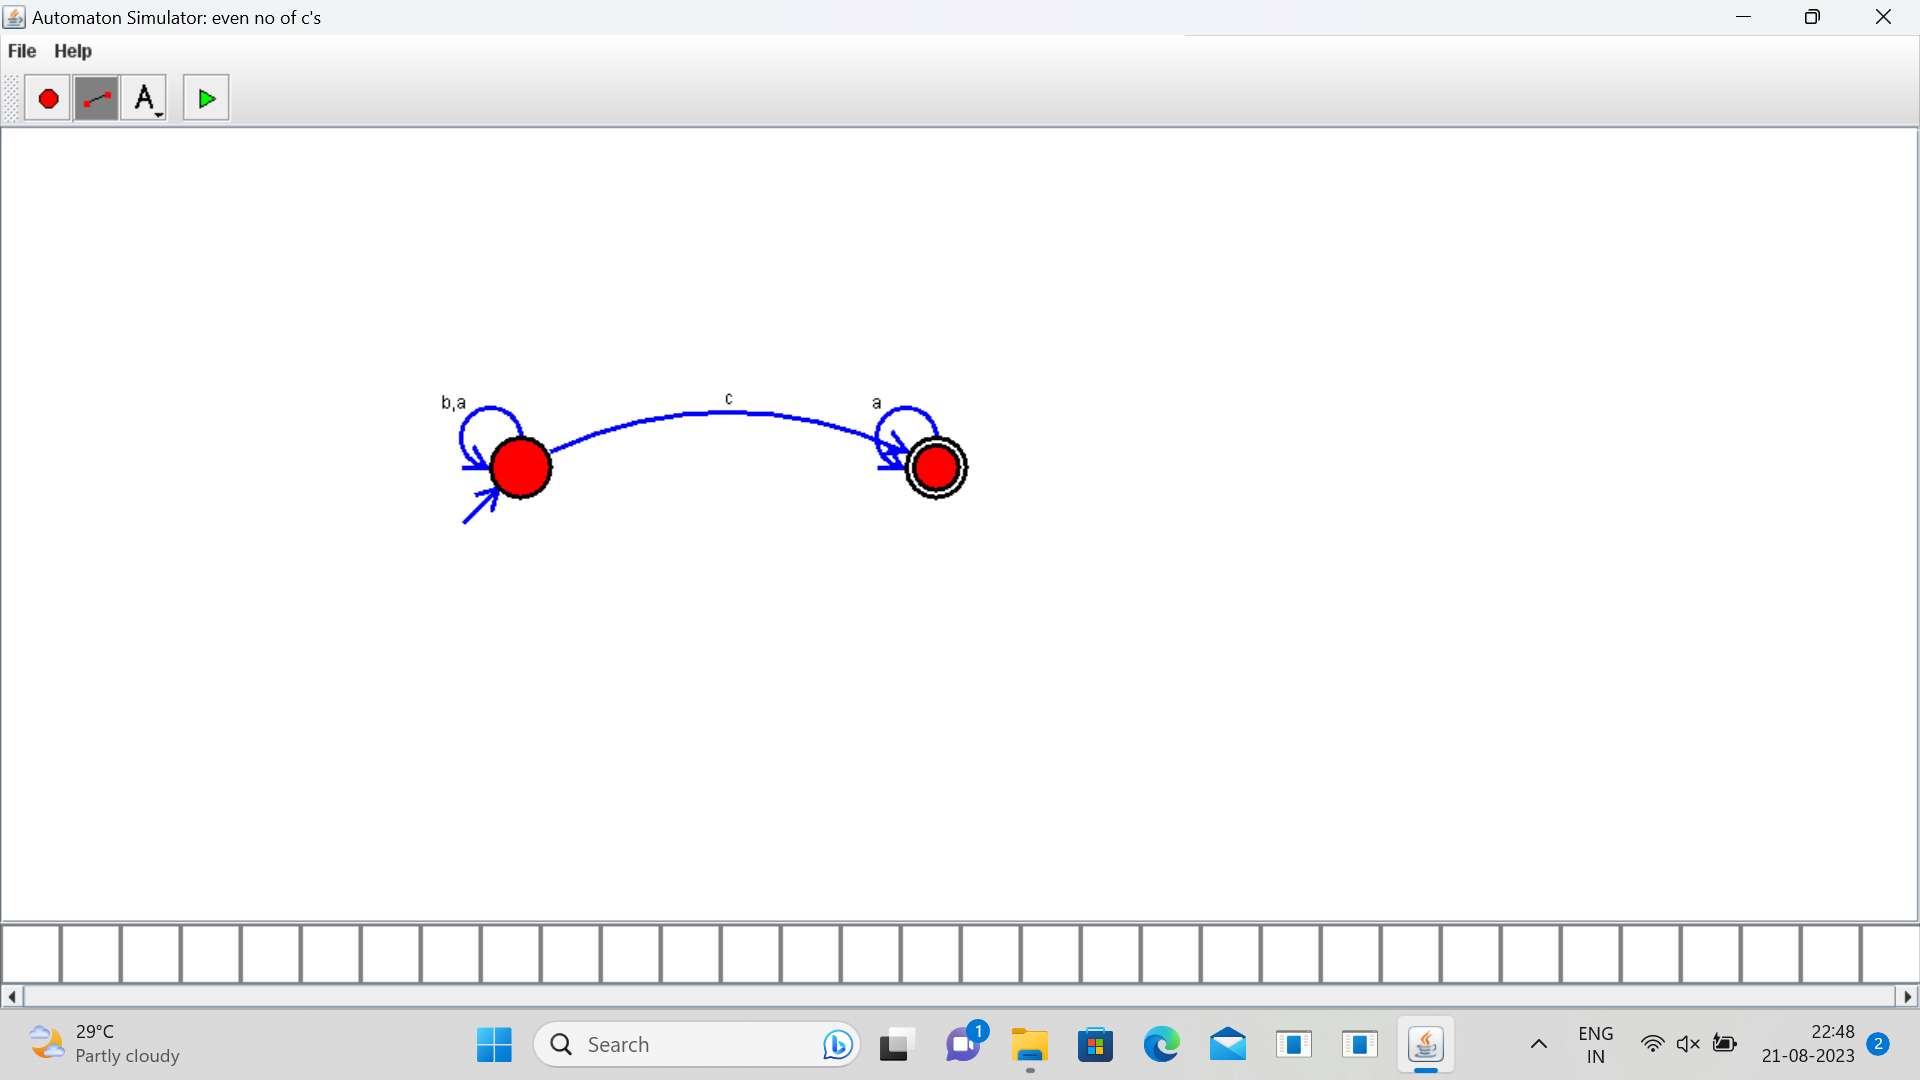 Automaton Simulator: even no of c's
File Help
A
b,a
c
a
29°C
Partly cloudy
Search
1
ENG
IN
22:48
21-08-2023
2